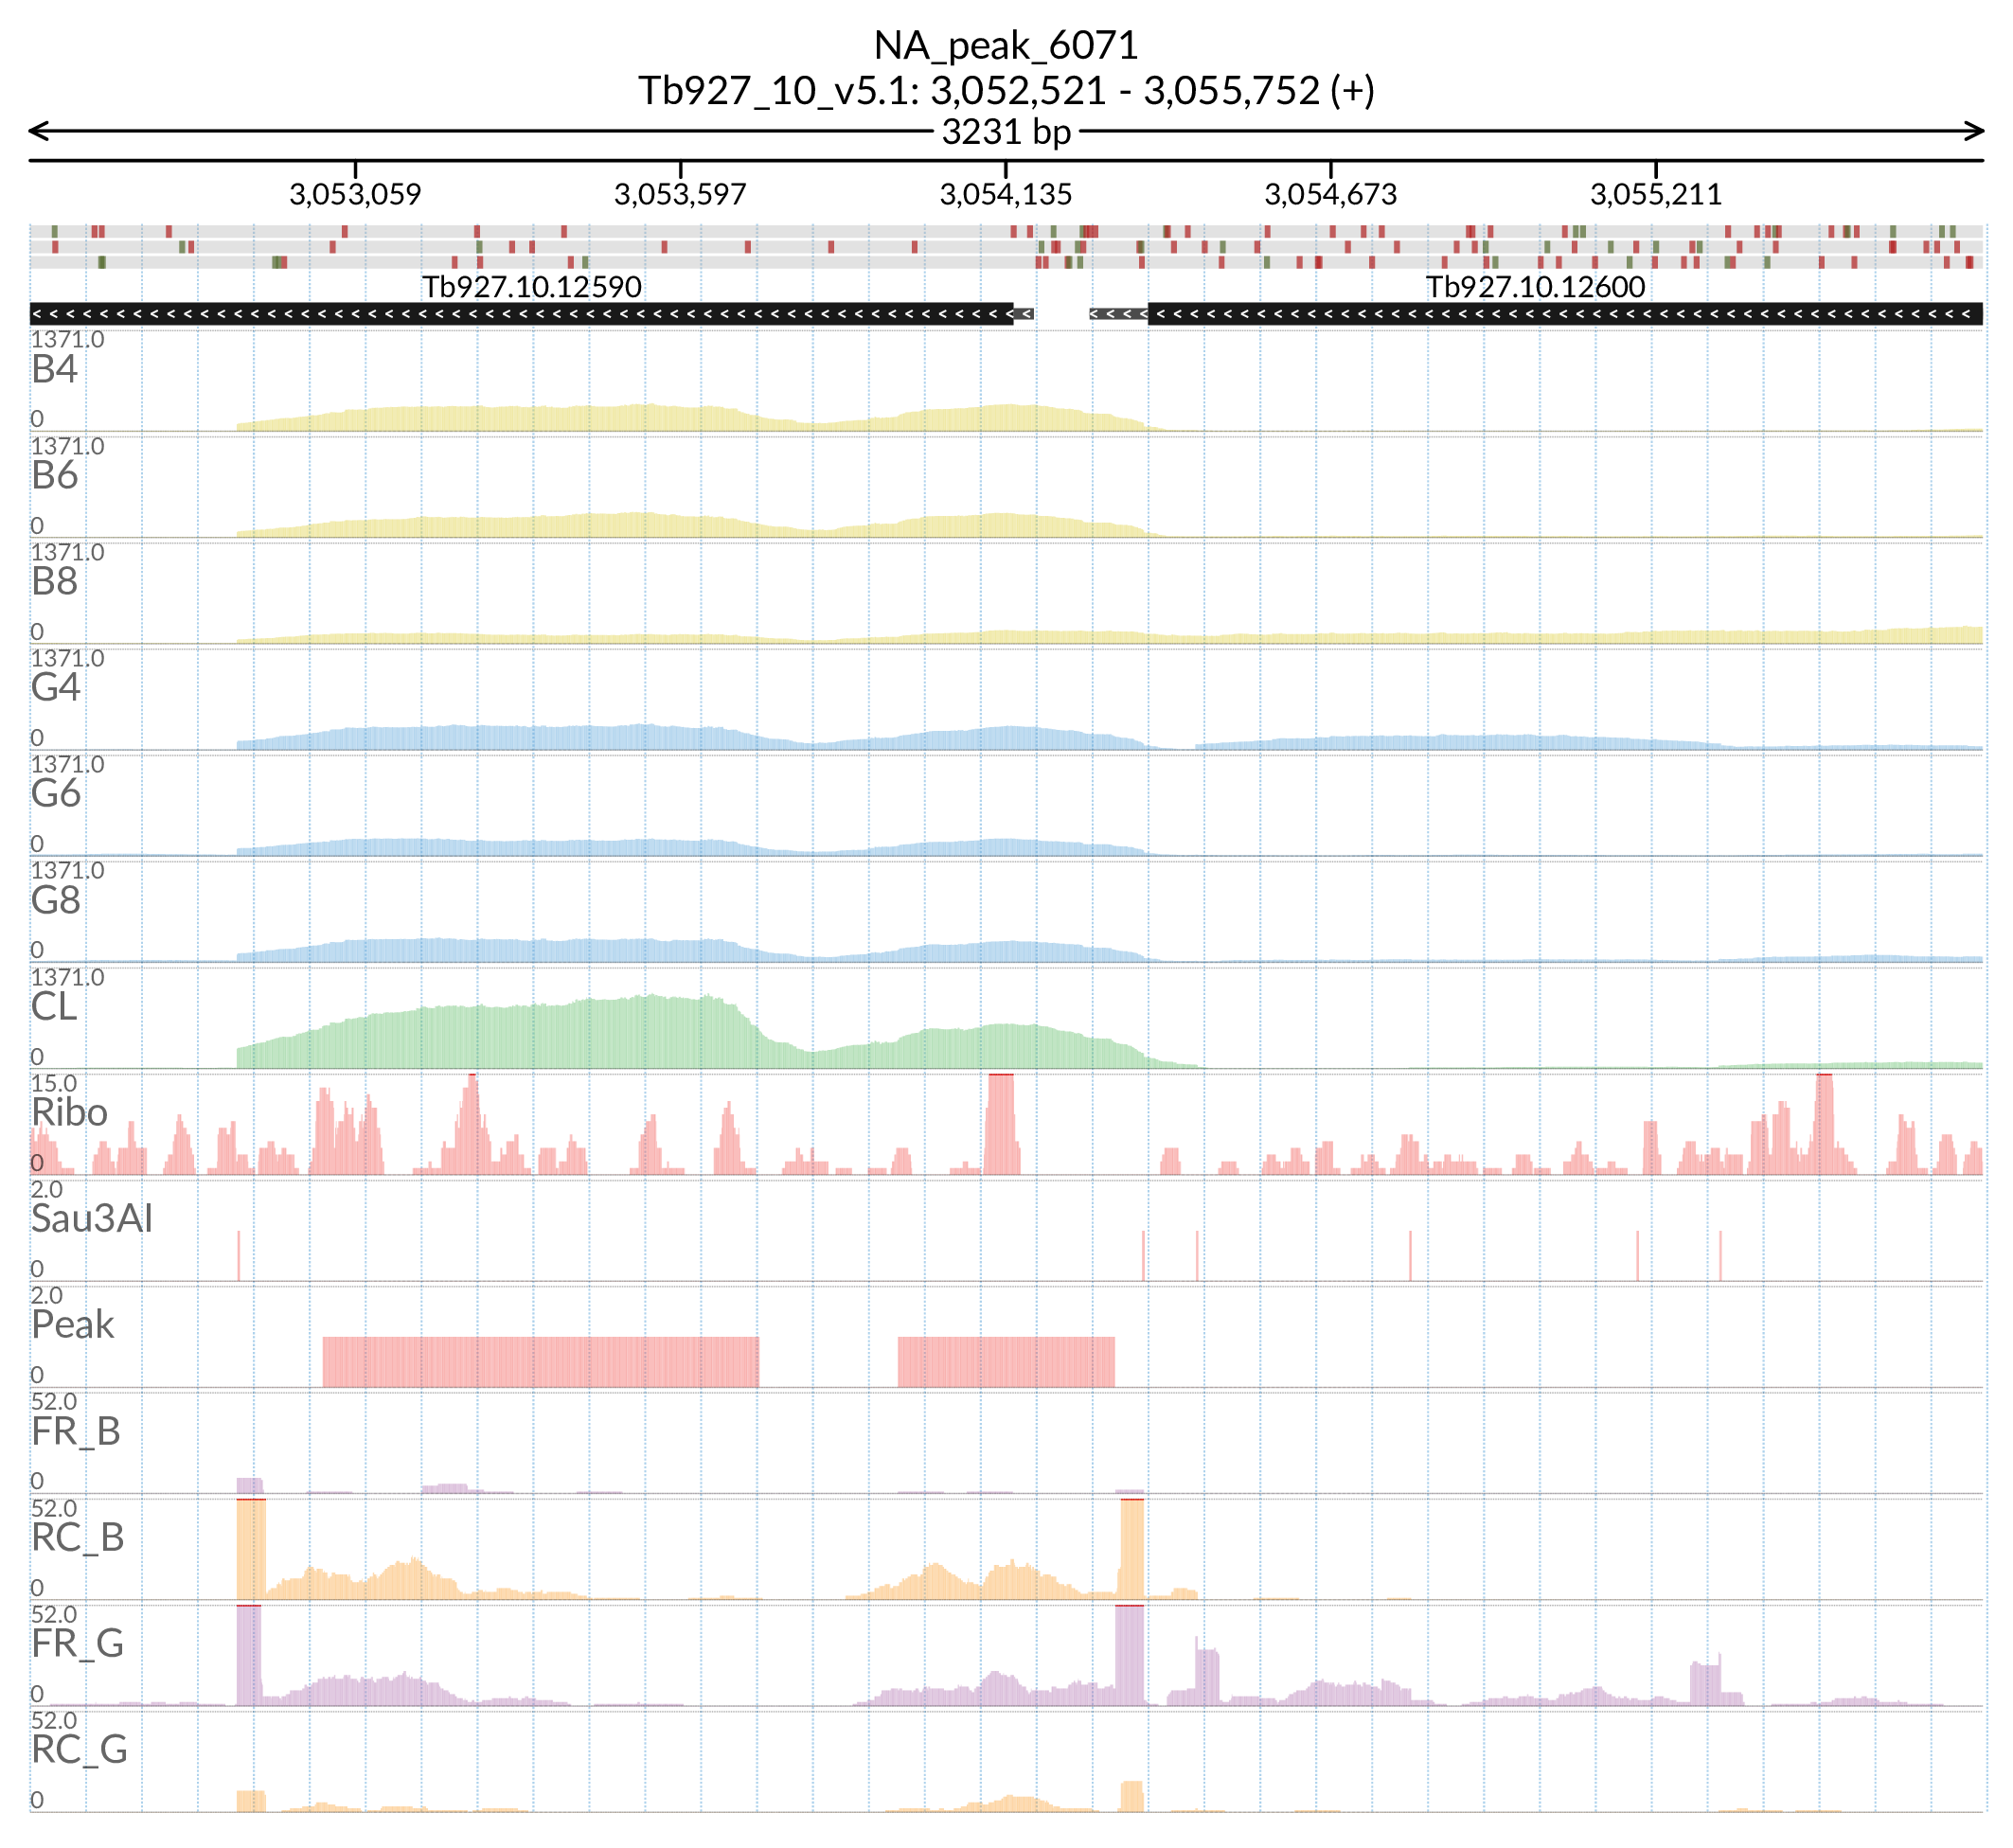 NA_peak_6071
Tb927_10_v5.1: 3,052,521 - 3,055,752 (+)
3231 bp
3,053,059 3,053,597 3,054,135 3,054,673 3,055,211
Tb927.10.12590 Tb927.10.12600
1371.0
B4
0
1371.0
B6
0
1371.0
B8
0
1371.0
G4
0
1371.0
G6
0
1371.0
G8
0
1371.0
CL
0
15.0
Ribo
0
2.0
Sau3AI
0
2.0
Peak
0
52.0
FR_B
0
52.0
RC_B
0
52.0
FR_G
0
52.0
RC_G
0